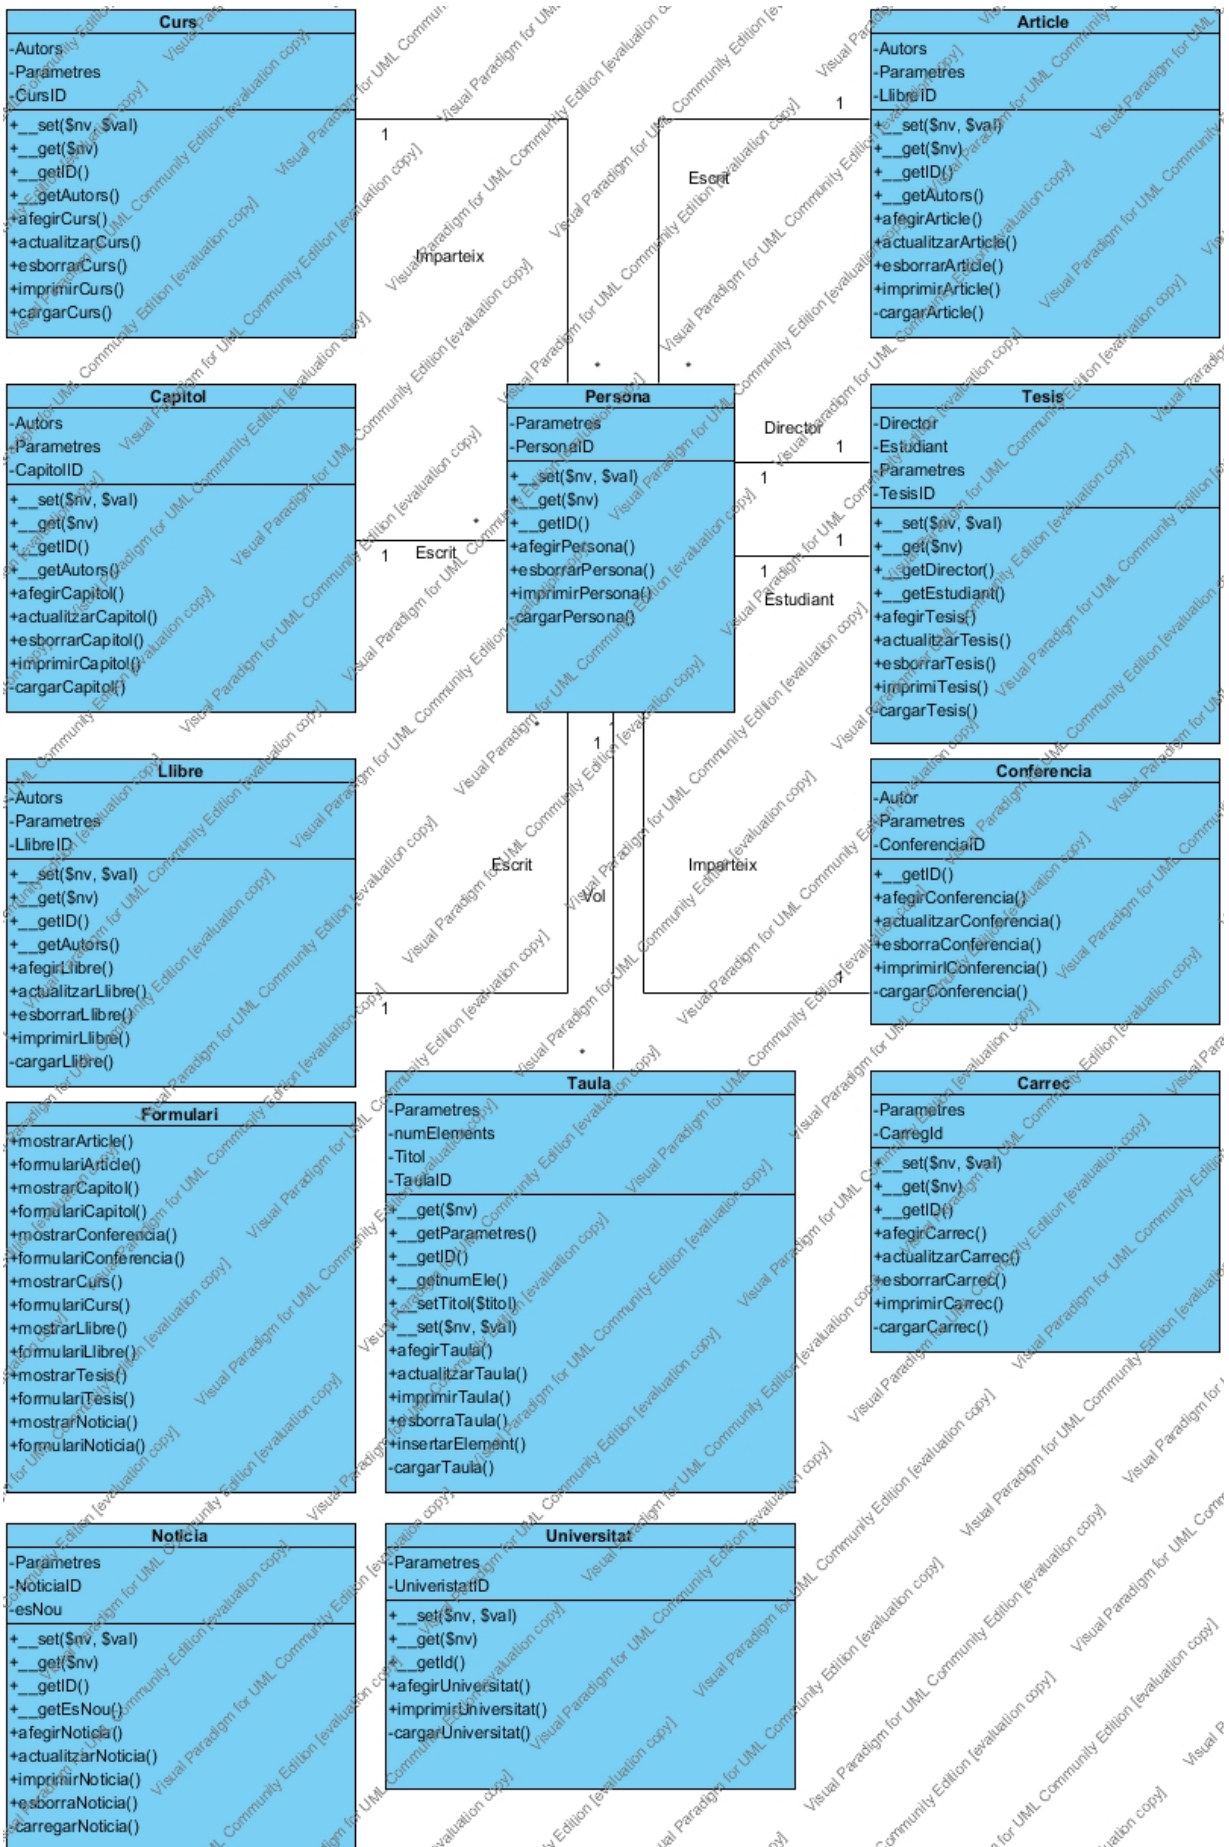 Curs
-Autors
-Parametres
-CursID
+__set($nv, $val)
+__get($nv)
+__getID()
+__getAutors()
+afegirCurs()
+actualitzarCurs()
+esborrarCurs()
+imprimirCurs()
+cargarCurs()
1
Imparteix
*
Article
-Autors
-Parametres
-LlibreID
+__set($nv, $val)
+__get($nv)
+__getID()
+__getAutors()
+afegirArticle()
+actualitzarArticle()
+esborrarArticle()
+imprimirArticle()
-cargarArticle()
1
Escrit
*
Capitol
-Autors
-Parametres
-CapitolID
+__set($nv, $val)
+__get($nv)
+__getID()
+__getAutors()
+afegirCapitol()
+actualitzarCapitol()
+esborrarCapitol()
+imprimirCapitol()
-cargarCapitol()
*
1
Escrit
Persona
-Parametres
-PersonaID
+__set($nv, $val)
+__get($nv)
+__getID()
+afegirPersona()
+esborrarPersona()
+imprimirPersona()
-cargarPersona()
Director
1
1
1
1
Estudiant
Tesis
-Director
-Estudiant
-Parametres
-TesisID
+__set($nv, $val)
+__get($nv)
+__getDirector()
+__getEstudiant()
+afegirTesis()
+actualitzarTesis()
+esborrarTesis()
+imprimiTesis()
-cargarTesis()
Llibre
-Autors
-Parametres
-LlibreID
+__set($nv, $val)
+__get($nv)
+__getID()
+__getAutors()
+afegirLlibre()
+actualitzarLlibre()
+esborrarLlibre()
+imprimirLlibre()
-cargarLlibre()
*
1
1
Escrit
Vol
Imparteix
1
1
*
Conferencia
-Autor
-Parametres
-ConferenciaID
+__getID()
+afegirConferencia()
+actualitzarConferencia()
+esborraConferencia()
+imprimirlConferencia()
-cargarConferencia()
Formulari
+mostrarArticle()
+formulariArticle()
+mostrarCapitol()
+formulariCapitol()
+mostrarConferencia()
+formulariConferencia()
+mostrarCurs()
+formulariCurs()
+mostrarLlibre()
+formulariLlibre()
+mostrarTesis()
+formulariTesis()
+mostrarNoticia()
+formulariNoticia()
Taula
-Parametres
-numElements
-Titol
-TaulaID
+__get($nv)
+__getParametres()
+__getID()
+__getnumEle()
+__setTitol($titol)
+__set($nv, $val)
+afegirTaula()
+actualitzarTaula()
+imprimirTaula()
+esborraTaula()
+insertarElement()
-cargarTaula()
Carrec
-Parametres
-CarregId
+__set($nv, $val)
+__get($nv)
+__getID()
+afegirCarrec()
+actualitzarCarrec()
+esborrarCarrec()
+imprimirCarrec()
-cargarCarrec()
Noticia
-Parametres
-NoticiaID
-esNou
+__set($nv, $val)
+__get($nv)
+__getID()
+__getEsNou()
+afegirNoticia()
+actualitzarNoticia()
+imprimirNoticia()
+esborraNoticia()
-carregarNoticia()
Universitat
-Parametres
-UniveristatID
+__set($nv, $val)
+__get($nv)
+__getId()
+afegirUniversitat()
+imprimirUniversitat()
-cargarUniversitat()
Visual Paradigm for UML Community Edition [evaluation copy]